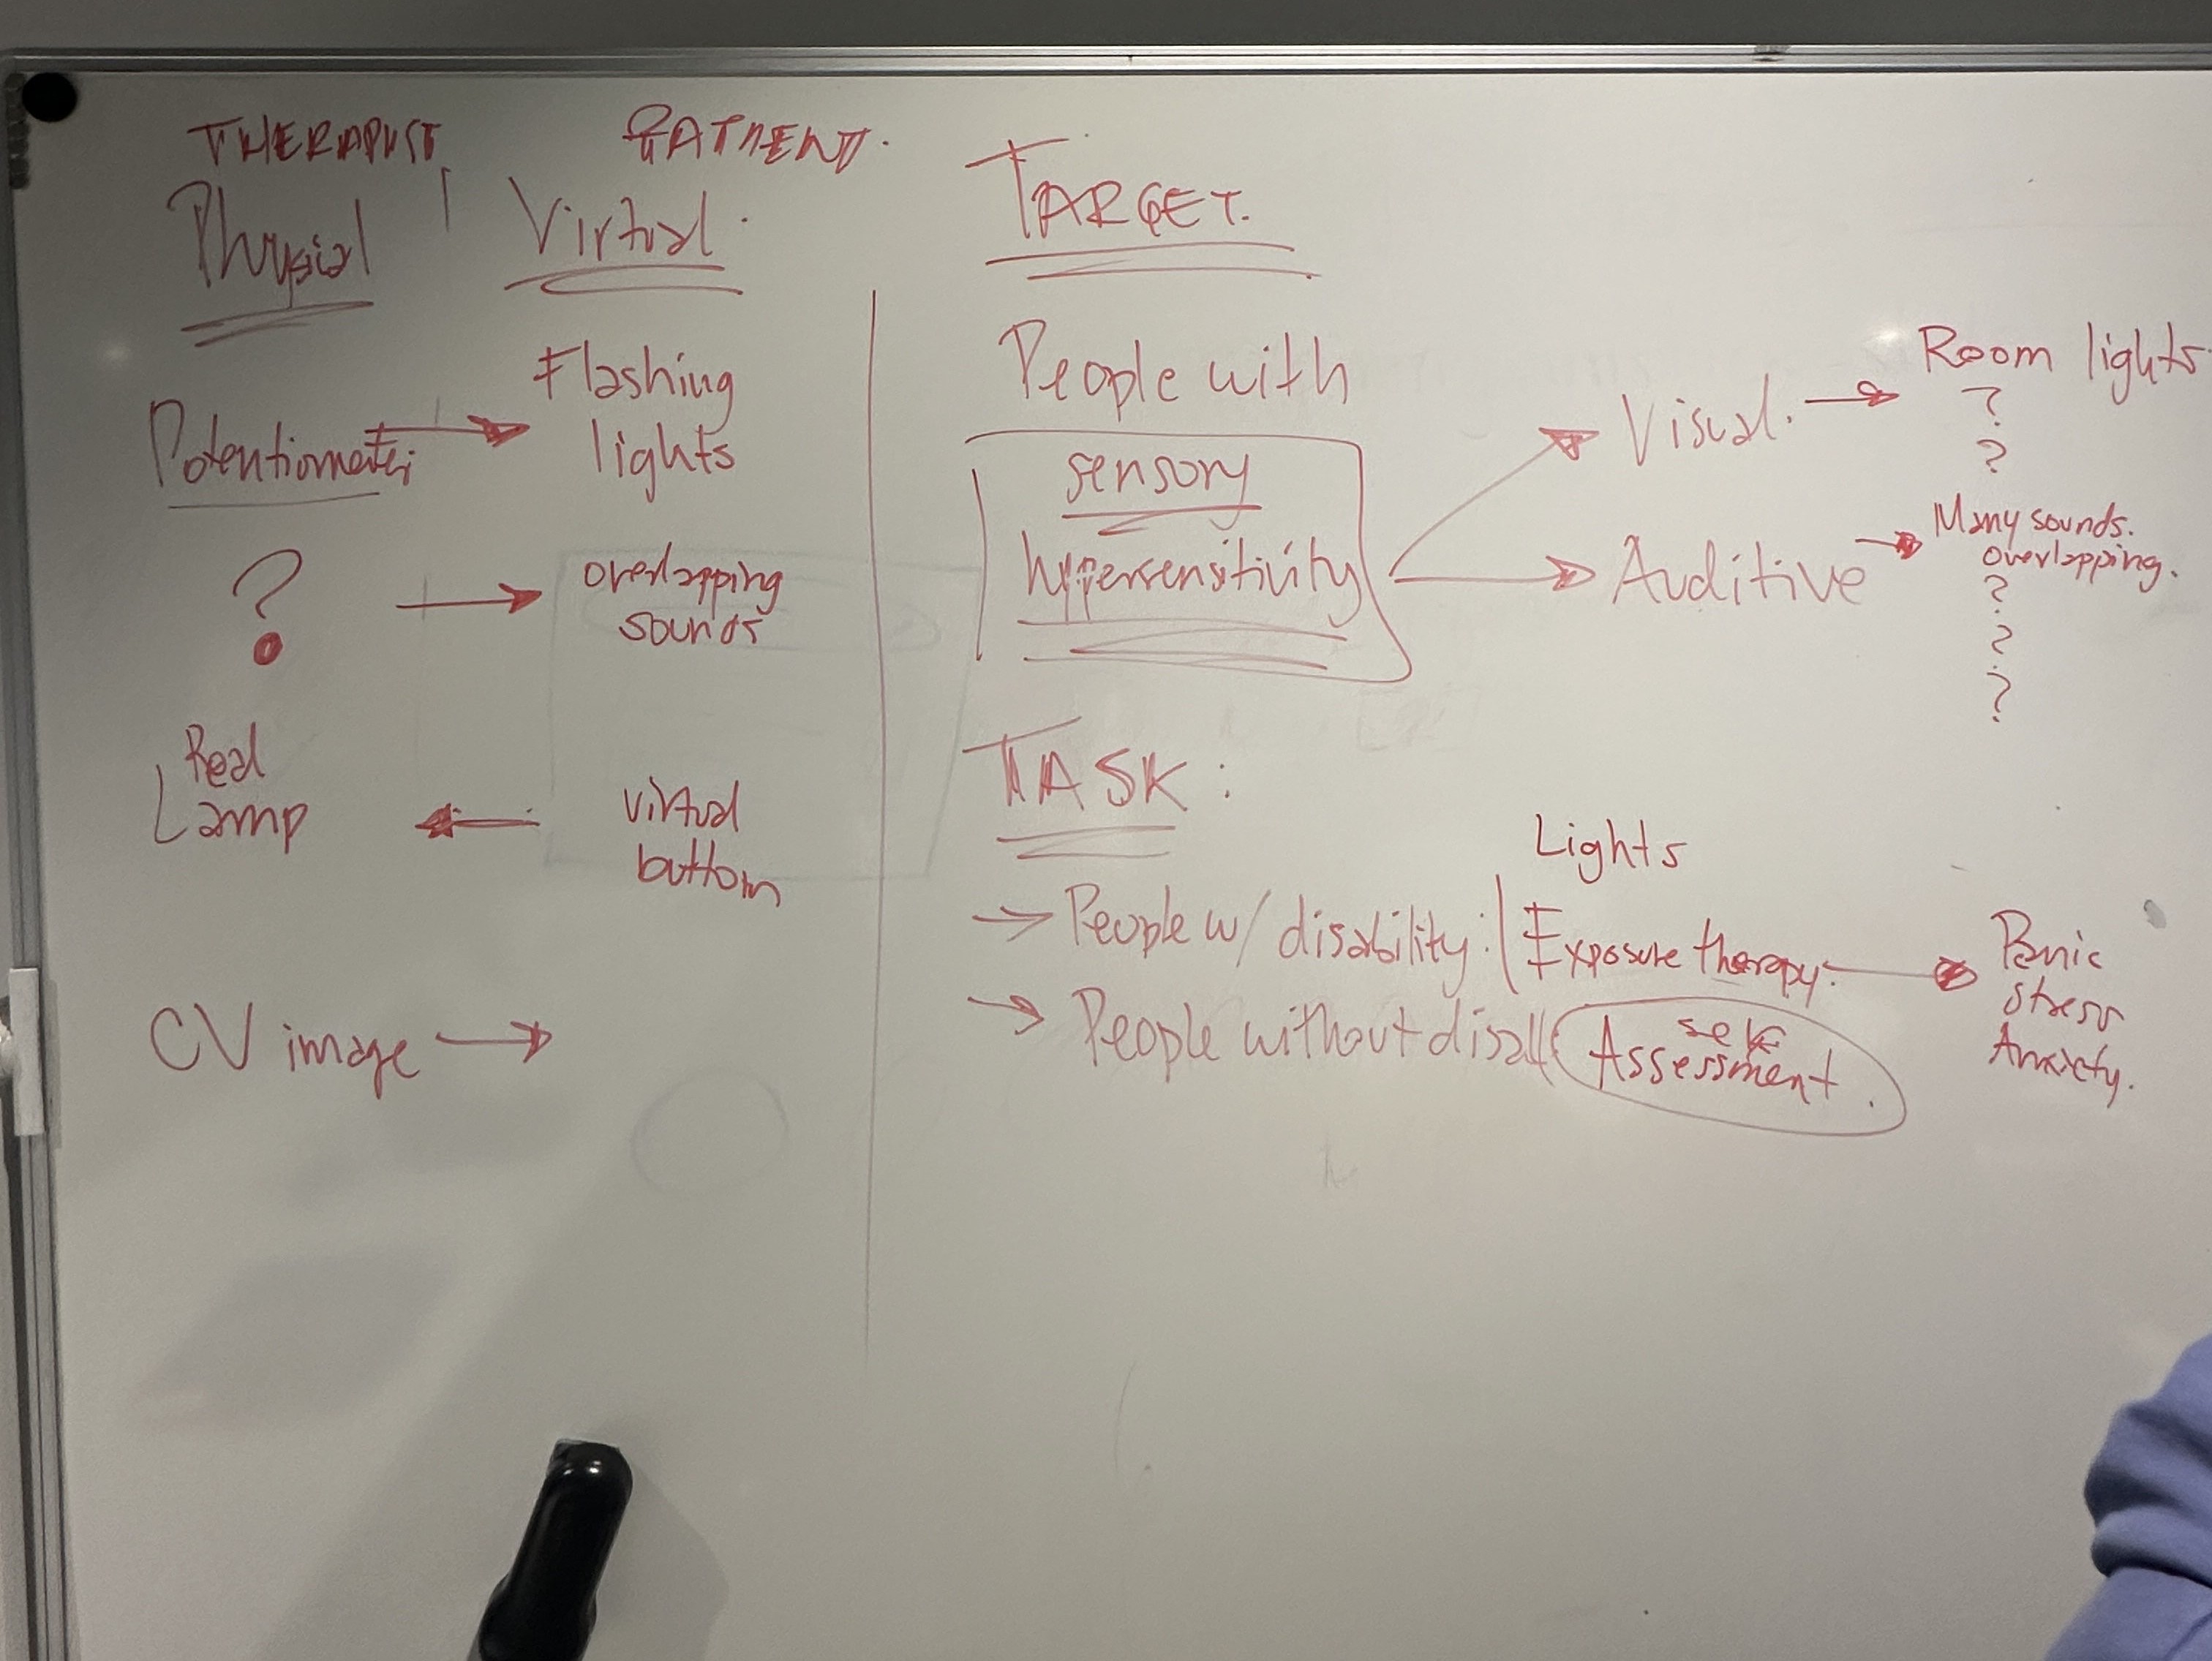 THERAPIST
PATIENT.
Physical
Virtual.
Potentiometer
Flashing
lights
?
overlapping
sounds
Real
Lamp
virtual
button
CV image
TARGET.
People with
sensory
hypersensitivity
Visual.
Room lights
?
?
Auditive
Many sounds.
overlapping.
?
?
?
TASK:
Lights
People w/ disability: Exposure therapy.
Panic
stress
Anxiety.
People without disab
self
Assessment.